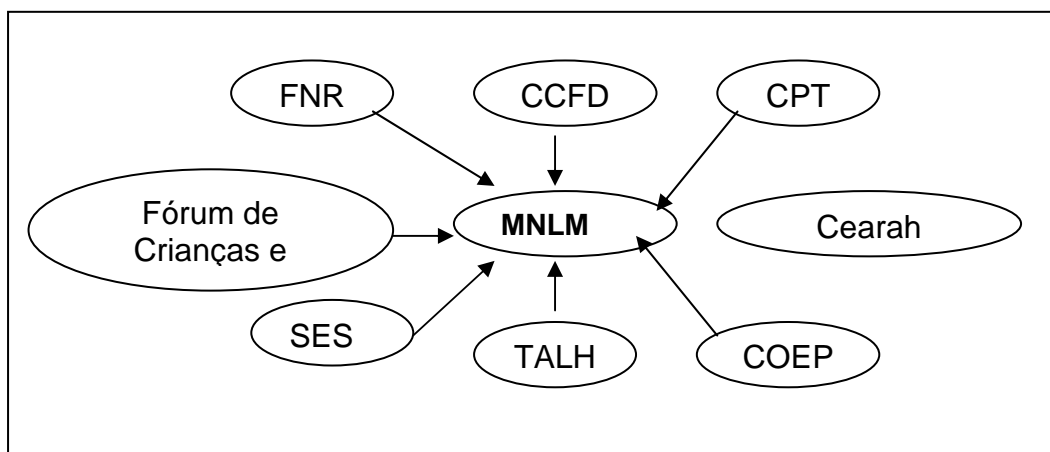 FNR
CCFD
CPT
Fórum de
Crianças e
MNLM
Cearah
SES
TALH
COEP